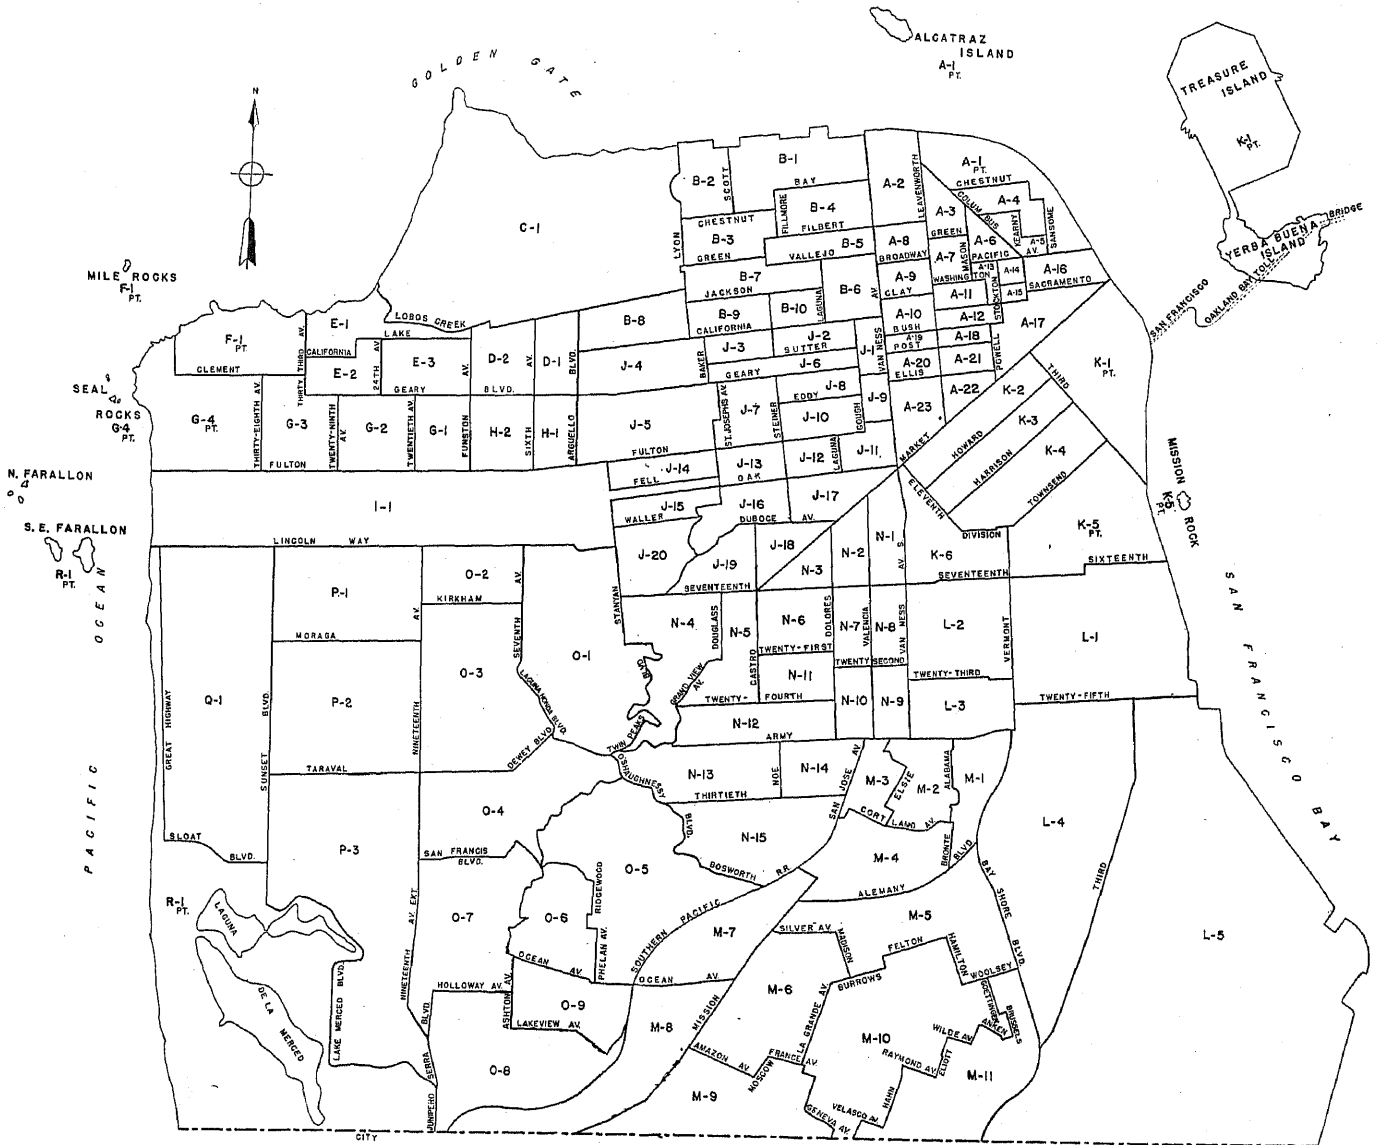 GOLDEN GATE
ALCATRAZ
ISLAND
A-1
PT.
TREASURE
ISLAND
K-1
PT.
YERBA BUENA
ISLAND
BRIDGE
SAN FRANCISCO
OAKLAND BAY TOLL
N
MILE ROCKS
F-1
PT.
SEAL
ROCKS
G-4
PT.
N. FARALLON
S. E. FARALLON
R-1
PT.
PACIFIC OCEAN
MISSION ROCK
K-5
PT.
SAN FRANCISCO BAY
C-1
LOBOS CREEK
B-2
SCOTT
B-1
BAY
A-2
LEAVENWORTH
A-1
PT.
CHESTNUT
LYON
CHESTNUT
FILLMORE
B-4
FILBERT
A-3
COLUMBUS
A-4
KEARNY
SANSOME
B-3
GREEN
B-5
VALLEJO
A-8
BROADWAY
GREEN
A-7
MASON
A-6
PACIFIC AV.
A-5
B-7
JACKSON
B-6
AV.
A-9
CLAY
WASHINGTON
A-13
A-14
A-16
SACRAMENTO
B-8
B-9
CALIFORNIA
B-10
LAGUNA
A-10
BUSH
A-11
STOCKTON
A-15
A-12
A-17
J-4
BAKER
J-3
J-2
SUTTER
J-1
VAN NESS
A-19
POST
A-18
POWELL
GEARY
J-6
A-20
ELLIS
A-21
K-1
PT.
F-1
PT.
CLEMENT
THIRTY THIRD AV.
E-1
LAKE
CALIFORNIA
E-2
24TH AV.
E-3
GEARY BLVD.
AV.
D-2
AV.
D-1
BLVD.
G-4
PT.
THIRTY-EIGHTH AV.
G-3
TWENTY-NINTH AV.
G-2
TWENTIETH AV.
G-1
FUNSTON
H-2
SIXTH
H-1
ARGUELLO
J-5
FULTON
FULTON
ST. JOSEPHS AV.
J-7
STEINER
J-8
EDDY
J-10
GOUGH
J-9
A-23
A-22
K-2
THIRD
K-3
HOWARD
MARKET
HARRISON
K-4
TOWNSEND
ELEVENTH
DIVISION
J-14
FELL
J-13
OAK
J-12
LAGUNA
J-11
I-1
LINCOLN WAY
J-15
WALLER
J-16
DUBOCE AV.
J-17
J-20
J-19
SEVENTEENTH
J-18
N-3
N-2
N-1
AV. S.
K-6
SEVENTEENTH
K-5
PT.
SIXTEENTH
STANYAN
Q-1
GREAT HIGHWAY
SUNSET BLVD.
SLOAT BLVD.
P-1
MORAGA
AV.
P-2
TARAVAL
NINETEENTH
P-3
O-2
KIRKHAM
AV.
SEVENTH
O-3
LAGUNA HONDA BLVD.
DEWEY BLVD.
O-1
TWIN PEAKS BLVD.
O'SHAUGHNESSY BLVD.
O-4
SAN FRANCIS
BLVD.
N-4
DOUGLASS
GRAND VIEW AV.
N-5
CASTRO
N-6
TWENTY-FIRST
DOLORES
N-7
VALENCIA
N-8
VAN NESS
TWENTY SECOND
L-2
VERMONT
L-1
TWENTY-THIRD
L-3
TWENTY-FIFTH
N-11
TWENTY-FOURTH
N-10
N-9
N-12
ARMY
N-13
NOE
N-14
THIRTIETH
SAN JOSE AV.
N-15
BOSWORTH
M-3
ELSIE
M-2
ALABAMA
M-1
CORTLAND AV.
BRONTE
M-4
ALEMANY BLVD
BAY SHORE BLVD.
L-4
THIRD
L-5
R-1
PT.
LAGUNA
DE LA
MERCED
LAKE MERCED BLVD.
NINETEENTH AV. EXT.
O-7
HOLLOWAY AV.
JUNIPERO SERRA BLVD.
O-5
O-6
RIDGEWOOD
PHELAN AV.
OCEAN AV.
ASHTON AV.
O-9
LAKEVIEW AV.
O-8
SOUTHERN PACIFIC R.R.
M-7
OCEAN AV.
MISSION
M-8
M-5
SILVER AV.
MADISON
FELTON
BURROWS
HAMILTON
WOOLSEY
GOETTINGEN
BRUSSELS
ANKENY
WILDE AV.
ELIOTT
RAYMOND AV.
HAHN
VELASCO AV.
GENEVA AV.
M-6
LA GRANDE AV.
M-10
M-11
AMAZON AV.
MOSCOW
FRANCE AV.
M-9
CITY